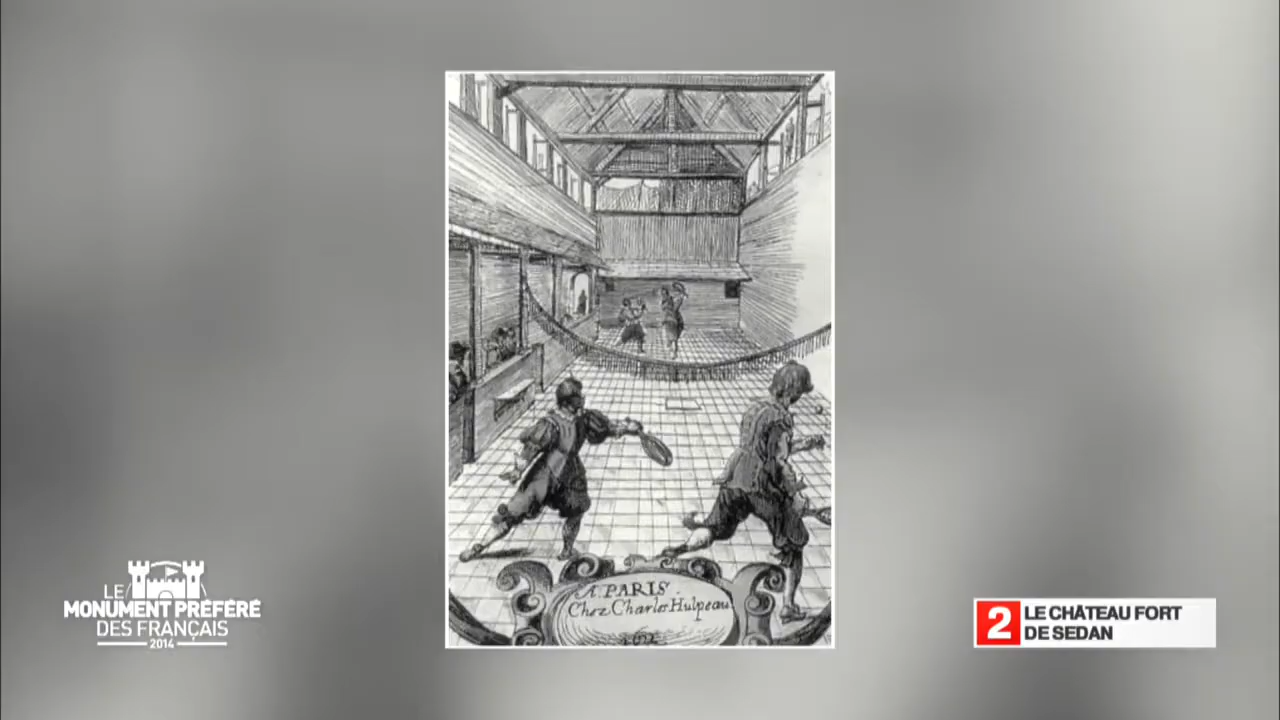 A. PARIS.
Chez Charles Hulpeau
LE
MONUMENT PRÉFÉRÉ
DES FRANÇAIS
2014
2
LE CHÂTEAU FORT
DE SEDAN